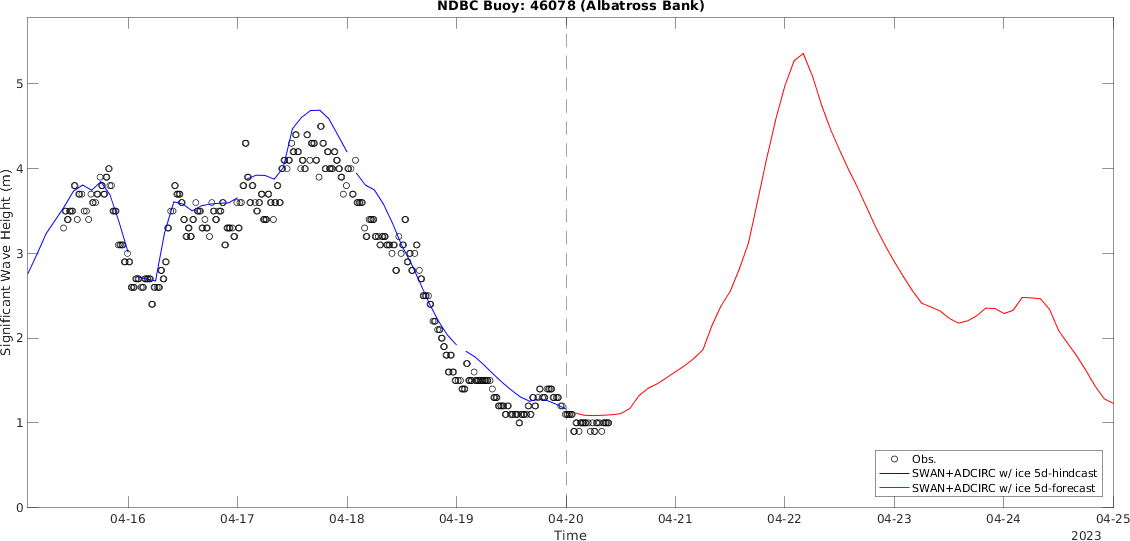 NDBC Buoy: 46078 (Albatross Bank)
Significant Wave Height (m)
5
4
3
2
1
0
Obs.
SWAN+ADCIRC w/ ice 5d-hindcast
SWAN+ADCIRC w/ ice 5d-forecast
04-16 04-17 04-18 04-19 04-20 04-21 04-22 04-23 04-24 04-25
Time
2023